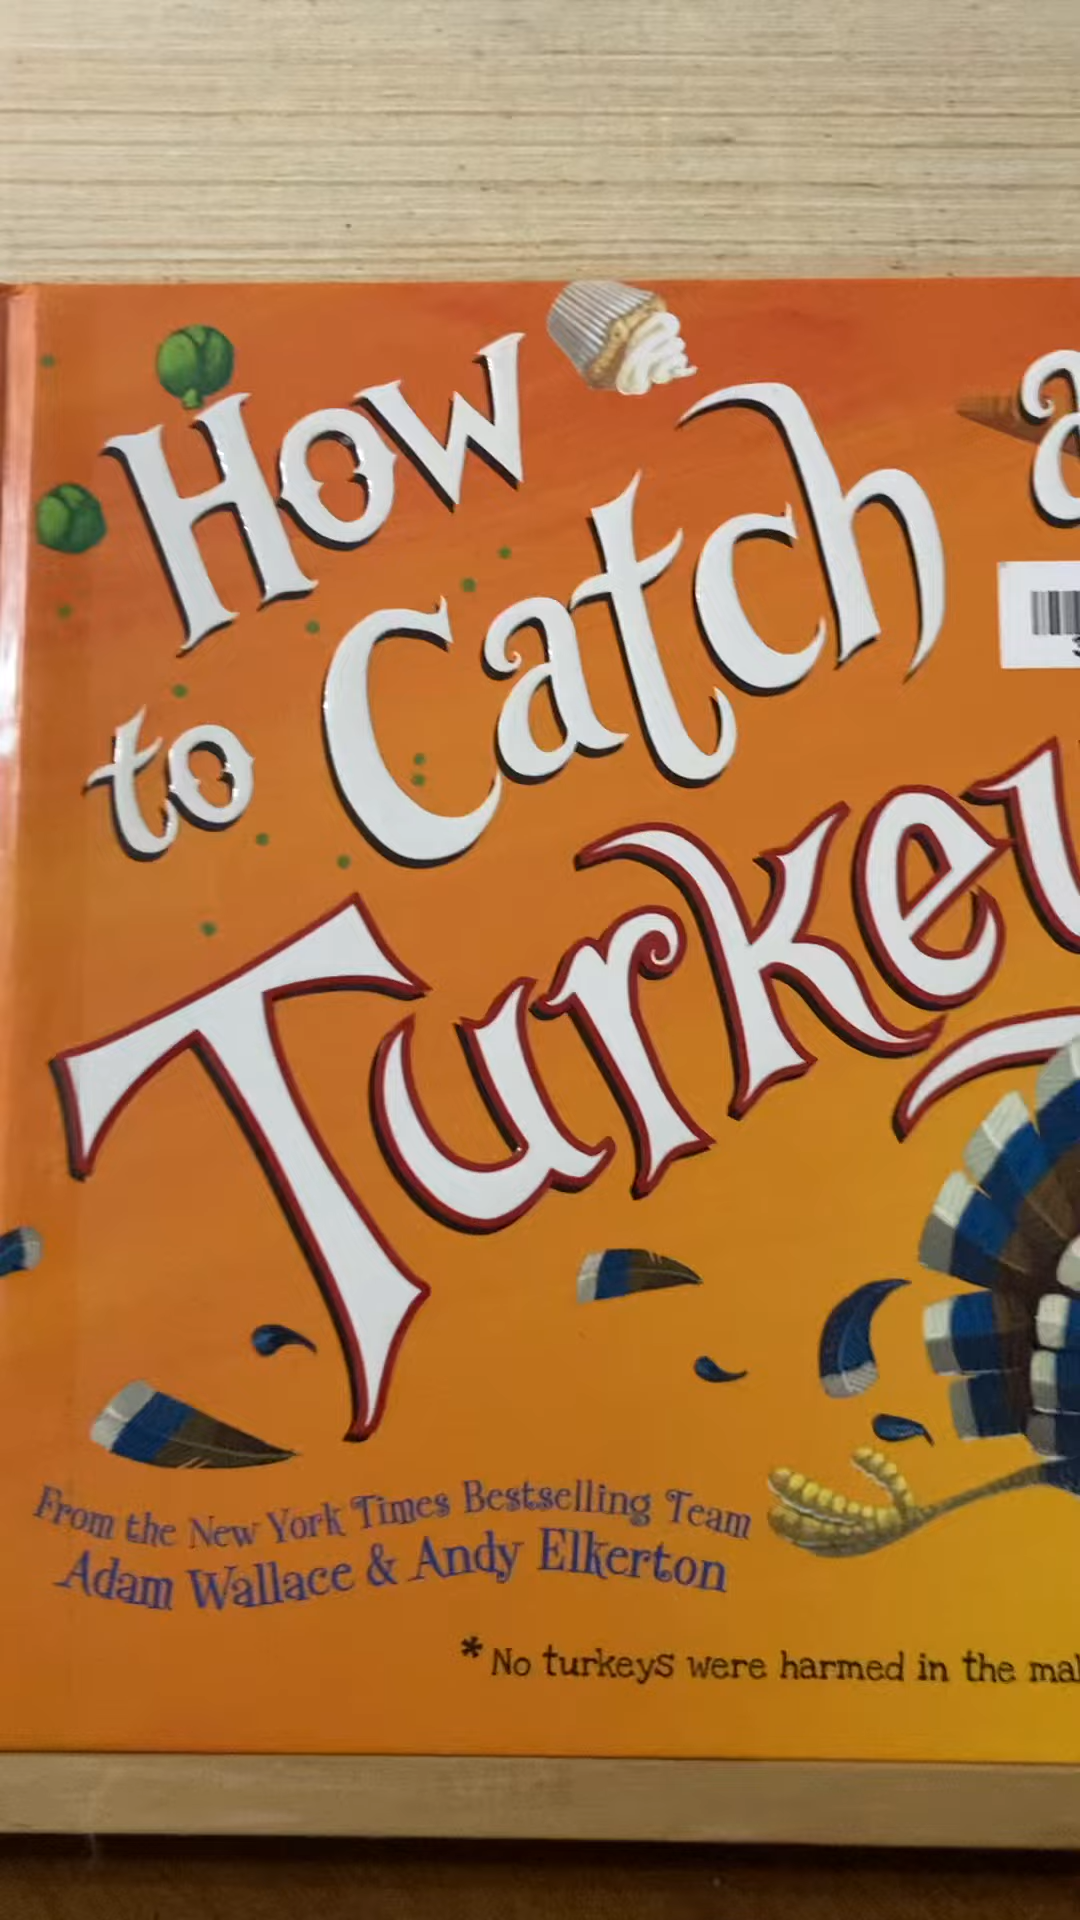 How
to Catch a
Turkey
From the New York Times Bestselling Team
Adam Wallace & Andy Elkerton
* No turkeys were harmed in the